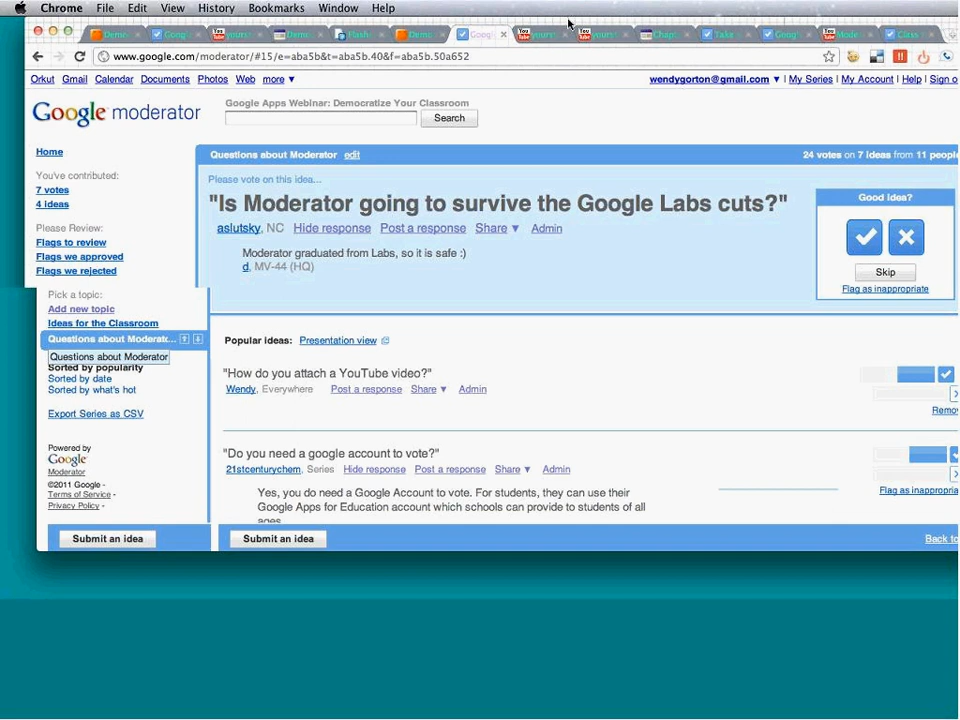 Chrome File Edit View History Bookmarks Window Help
www.google.com/moderator/#15/e=aba5b&t=aba5b.40&f=aba5b.50a652
Orkut Gmail Calendar Documents Photos Web more ▼
wendygorton@gmail.com ▼ | My Series | My Account | Help | Sign o
Google moderator
Google Apps Webinar: Democratize Your Classroom
Search
Home
You've contributed:
7 votes
4 ideas
Please Review:
Flags to review
Flags we approved
Flags we rejected
Pick a topic:
Add new topic
Ideas for the Classroom
Questions about Moderatc...
Questions about Moderator
Sorted by popularity
Sorted by date
Sorted by what's hot
Export Series as CSV
Powered by
Google
Moderator
©2011 Google -
Terms of Service -
Privacy Policy -
Submit an idea
Questions about Moderator edit
24 votes on 7 ideas from 11 people
Please vote on this idea...
"Is Moderator going to survive the Google Labs cuts?"
aslutsky, NC Hide response Post a response Share ▼ Admin
Moderator graduated from Labs, so it is safe :)
d, MV-44 (HQ)
Good idea?
Skip
Flag as inappropriate
Popular ideas: Presentation view
"How do you attach a YouTube video?"
Wendy, Everywhere Post a response Share ▼ Admin
Remo
"Do you need a google account to vote?"
21stcenturychem, Series Hide response Post a response Share ▼ Admin
Flag as inappropria
Yes, you do need a Google Account to vote. For students, they can use their
Google Apps for Education account which schools can provide to students of all
ages.
Submit an idea
Back to